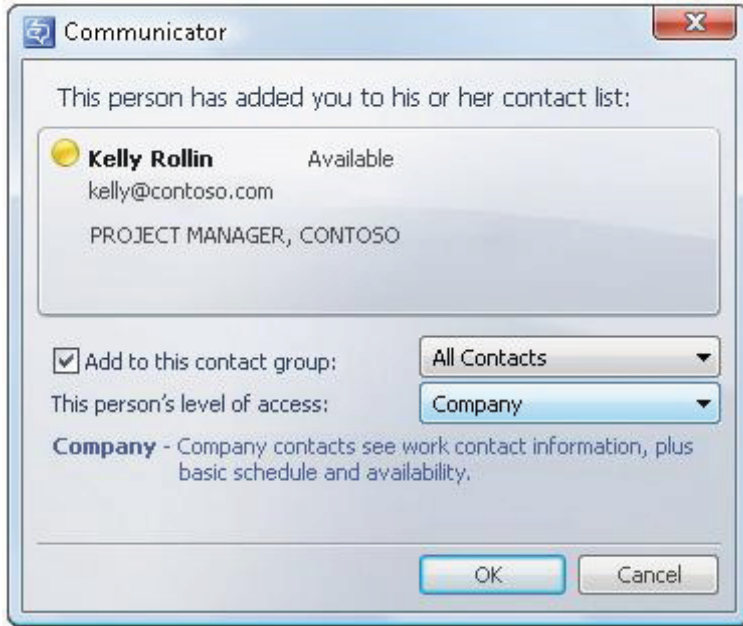 Communicator
This person has added you to his or her contact list:
Kelly Rollin Available
kelly@contoso.com
PROJECT MANAGER, CONTOSO
Add to this contact group: All Contacts
This person's level of access: Company
Company - Company contacts see work contact information, plus
basic schedule and availability.
OK Cancel